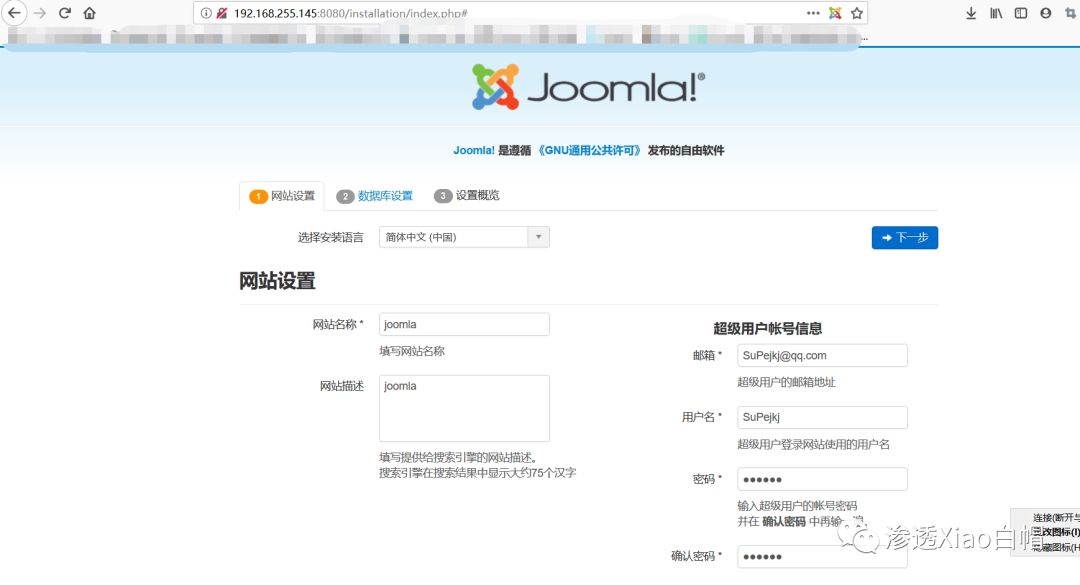 192.168.255.145:8080/installation/index.php#
Joomla!®
Joomla! 是遵循 《GNU通用公共许可》 发布的自由软件
1 网站设置 2 数据库设置 3 设置概览
选择安装语言 简体中文 (中国) 下一步
网站设置
网站名称 * joomla
填写网站名称
网站描述 joomla
填写提供给搜索引擎的网站描述。
搜索引擎在搜索结果中显示大约75个汉字
超级用户帐号信息
邮箱 * SuPejkj@qq.com
超级用户的邮箱地址
用户名 * SuPejkj
超级用户登录网站使用的用户名
密码 * ●●●●●●
输入超级用户的帐号密码
并在 确认密码 中再输一遍
确认密码 * ●●●●●●
连接(断开与
更改图标(I)
隐藏图标(H
渗透Xiao白帽